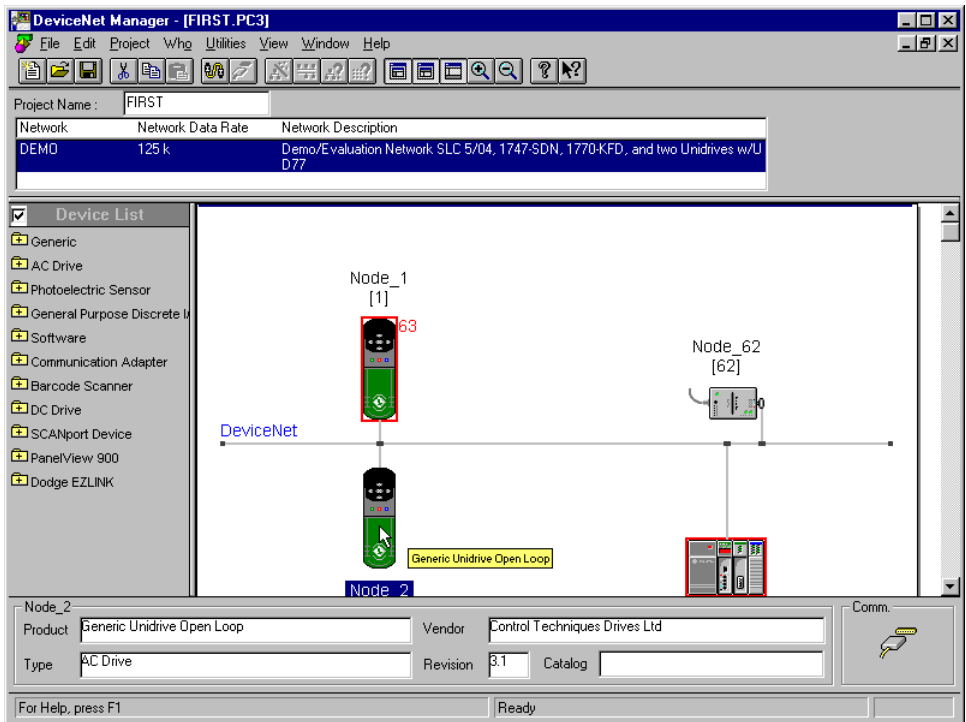 DeviceNet Manager - [FIRST.PC3]
File Edit Project Who Utilities View Window Help
Project Name : FIRST
Network Network Data Rate Network Description
DEMO 125 k Demo/Evaluation Network SLC 5/04, 1747-SDN, 1770-KFD, and two Unidrives w/U
D77
Device List
Generic
AC Drive
Photoelectric Sensor
General Purpose Discrete I/
Software
Communication Adapter
Barcode Scanner
DC Drive
SCANport Device
PanelView 900
Dodge EZLINK
Node_1
[1]
63
Node_62
[62]
DeviceNet
Generic Unidrive Open Loop
Node_2
Node_2
Product Generic Unidrive Open Loop Vendor Control Techniques Drives Ltd
Type AC Drive Revision 3.1 Catalog
Comm.
For Help, press F1 Ready